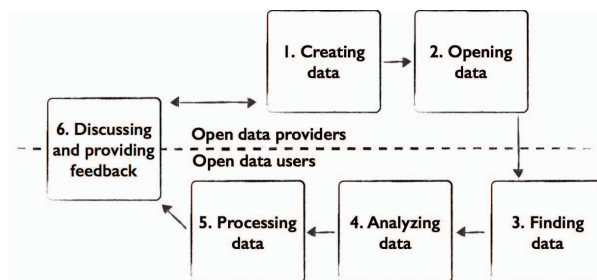 1. Creating
data
2. Opening
data
6. Discussing
and providing
feedback
Open data providers
Open data users
5. Processing
data
4. Analyzing
data
3. Finding
data